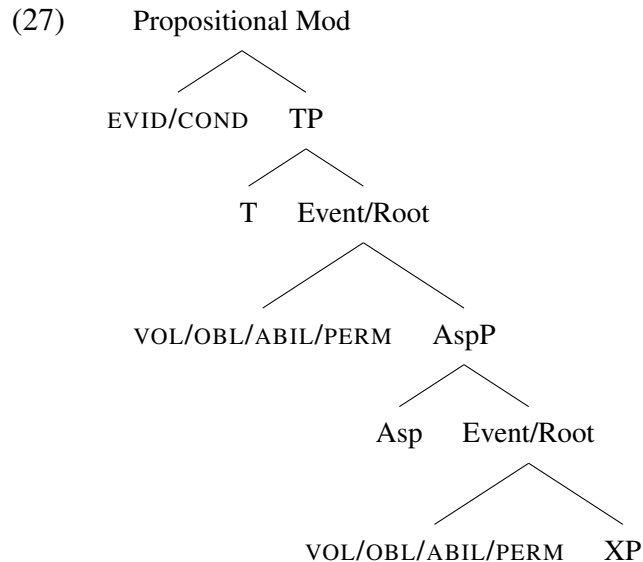 (27) Propositional Mod
EVID/COND TP
T Event/Root
VOL/OBL/ABIL/PERM AspP
Asp Event/Root
VOL/OBL/ABIL/PERM XP